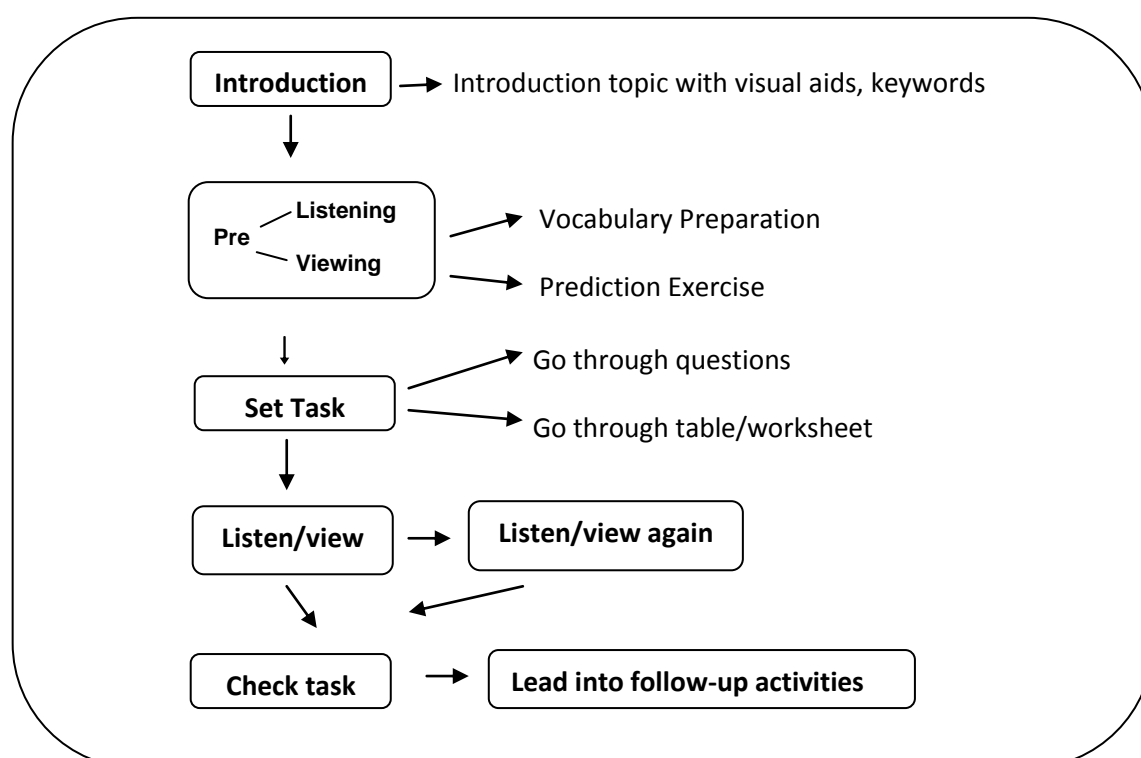 Introduction
Introduction topic with visual aids, keywords
Listening
Pre
Viewing
Vocabulary Preparation
Prediction Exercise
Set Task
Go through questions
Go through table/worksheet
Listen/view
Listen/view again
Check task
Lead into follow-up activities